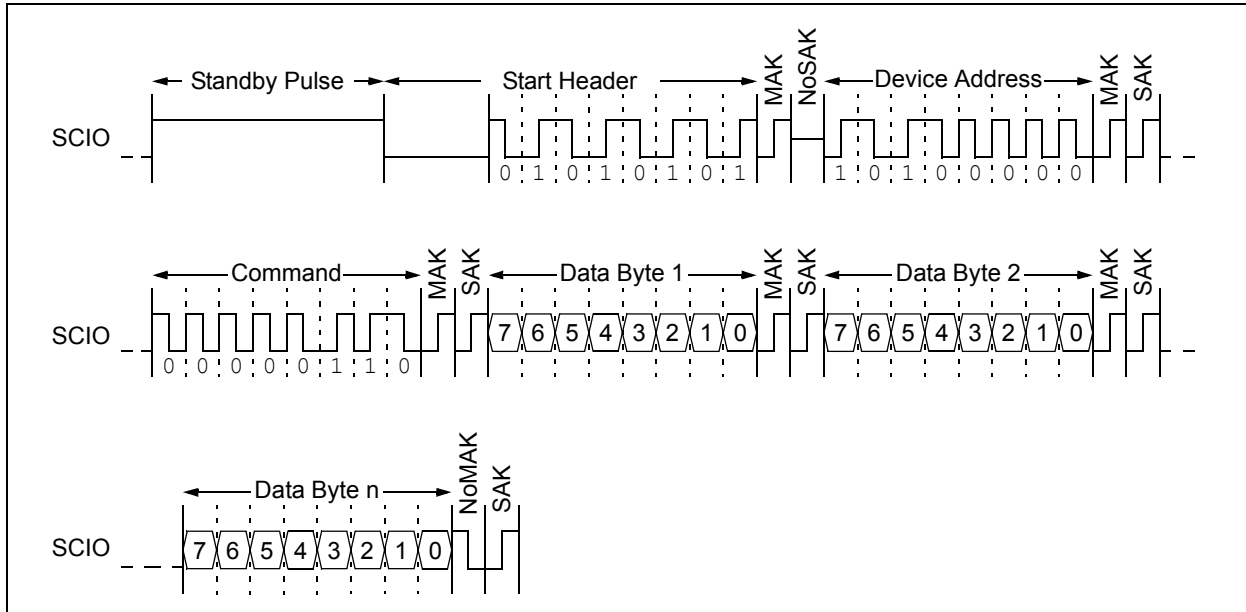 Standby Pulse Start Header MAK NoSAK Device Address MAK SAK
SCIO
0 1 0 1 0 1 0 1 1 0 1 0 0 0 0 0
Command MAK SAK Data Byte 1 MAK SAK Data Byte 2 MAK SAK
SCIO 7 6 5 4 3 2 1 0 7 6 5 4 3 2 1 0
0 0 0 0 0 1 1 0
Data Byte n NoMAK SAK
SCIO 7 6 5 4 3 2 1 0